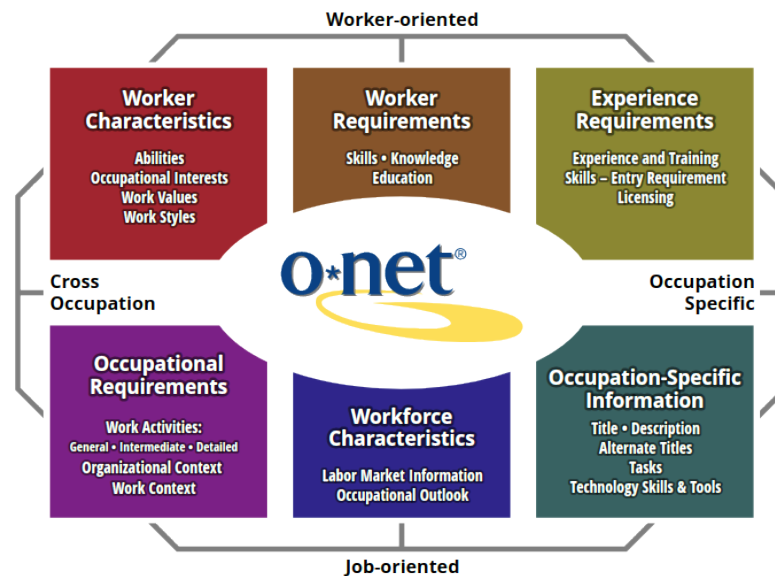 Worker-oriented
Worker
Characteristics
Abilities
Occupational Interests
Work Values
Work Styles
Worker
Requirements
Skills • Knowledge
Education
Experience
Requirements
Experience and Training
Skills – Entry Requirement
Licensing
Cross
Occupation
o*net®
Occupation
Specific
Occupational
Requirements
Work Activities:
General • Intermediate • Detailed
Organizational Context
Work Context
Workforce
Characteristics
Labor Market Information
Occupational Outlook
Occupation-Specific
Information
Title • Description
Alternate Titles
Tasks
Technology Skills & Tools
Job-oriented